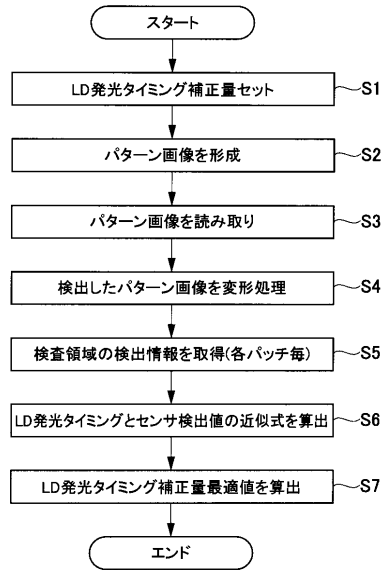 スタート
LD発光タイミング補正量セット S1
パターン画像を形成 S2
パターン画像を読み取り S3
検出したパターン画像を変形処理 S4
検査領域の検出情報を取得(各パッチ毎) S5
LD発光タイミングとセンサ検出値の近似式を算出 S6
LD発光タイミング補正量最適値を算出 S7
エンド